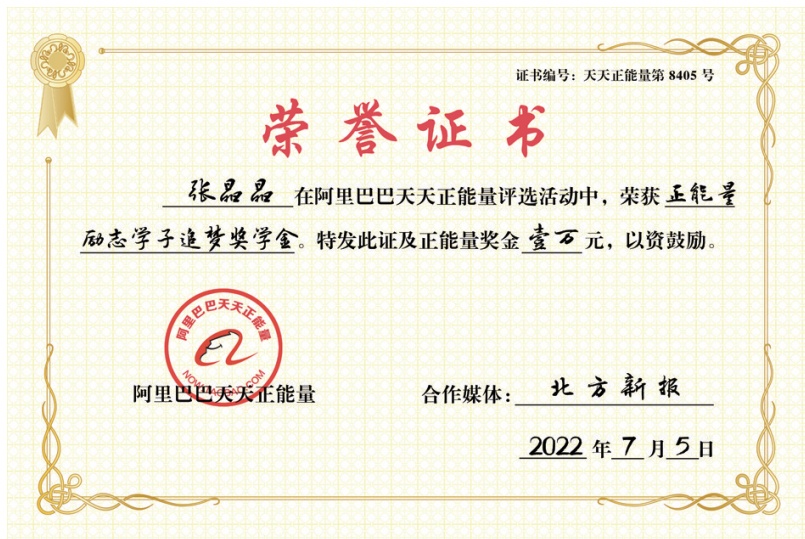 证书编号：天天正能量第 8405 号
荣誉证书
张晶晶 在阿里巴巴天天正能量评选活动中，荣获 正能量
励志学子追梦奖学金。特发此证及正能量奖金 壹万 元，以资鼓励。
阿里巴巴天天正能量
阿里巴巴天天正能量 合作媒体：北方新报
2022 年 7 月 5 日